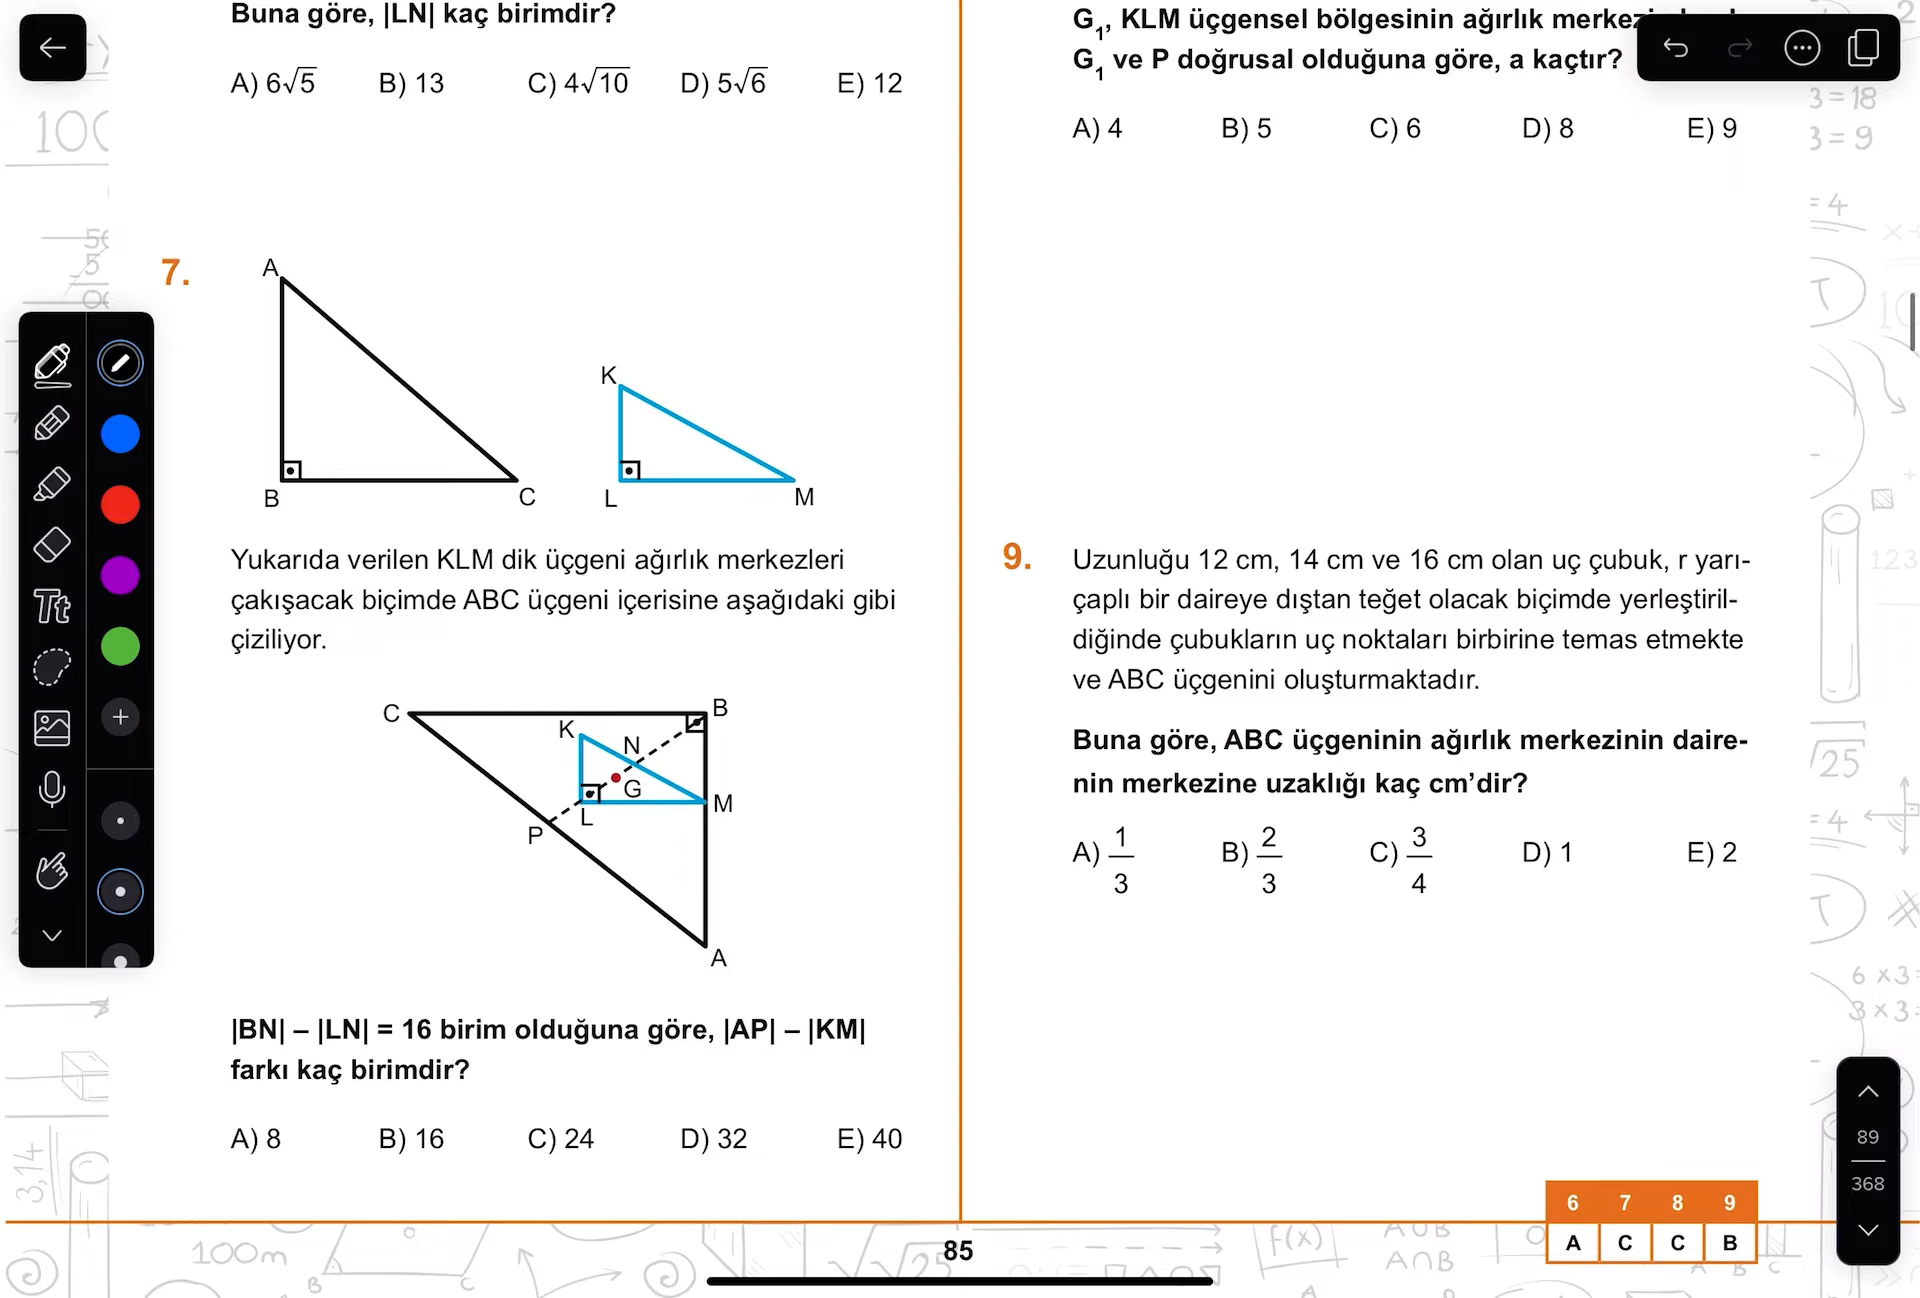 Buna göre, |LN| kaç birimdir?
A) 6√5 B) 13 C) 4√10 D) 5√6 E) 12
7.
A
B
C
K
L
M
Yukarıda verilen KLM dik üçgeni ağırlık merkezleri
çakışacak biçimde ABC üçgeni içerisine aşağıdaki gibi
çiziliyor.
C
B
K
N
G
M
L
P
A
|BN| – |LN| = 16 birim olduğuna göre, |AP| – |KM|
farkı kaç birimdir?
A) 8 B) 16 C) 24 D) 32 E) 40
G₁, KLM üçgensel bölgesinin ağırlık
G₁ ve P doğrusal olduğuna göre, a kaçtır?
A) 4 B) 5 C) 6 D) 8 E) 9
9. Uzunluğu 12 cm, 14 cm ve 16 cm olan uç çubuk, r yarı-
çaplı bir daireye dıştan teğet olacak biçimde yerleştiril-
diğinde çubukların uç noktaları birbirine temas etmekte
ve ABC üçgenini oluşturmaktadır.
Buna göre, ABC üçgeninin ağırlık merkezinin daire-
nin merkezine uzaklığı kaç cm’dir?
A) 1/3 B) 2/3 C) 3/4 D) 1 E) 2
6 7 8 9
A C C B
85
Tt
89
368
100m
3,14
f(x)
A∩B
123